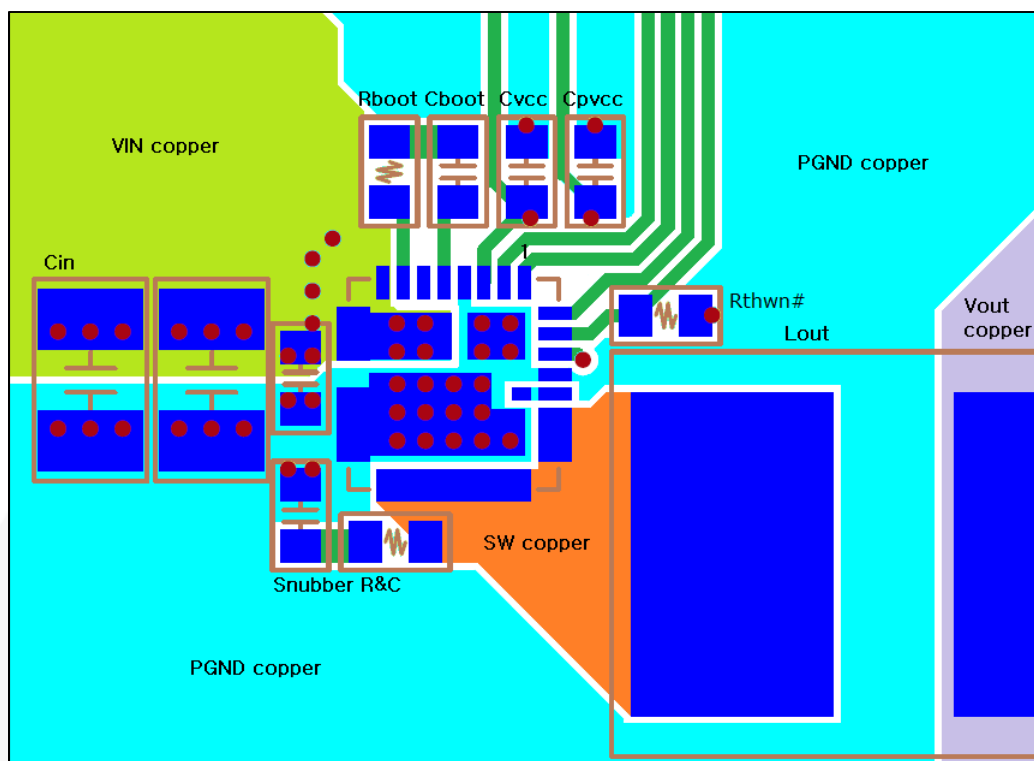 Rboot Cboot Cvcc Cpvcc
VIN copper
PGND copper
1
Cin
Rthwn#
Vout
copper
Lout
SW copper
Snubber R&C
PGND copper